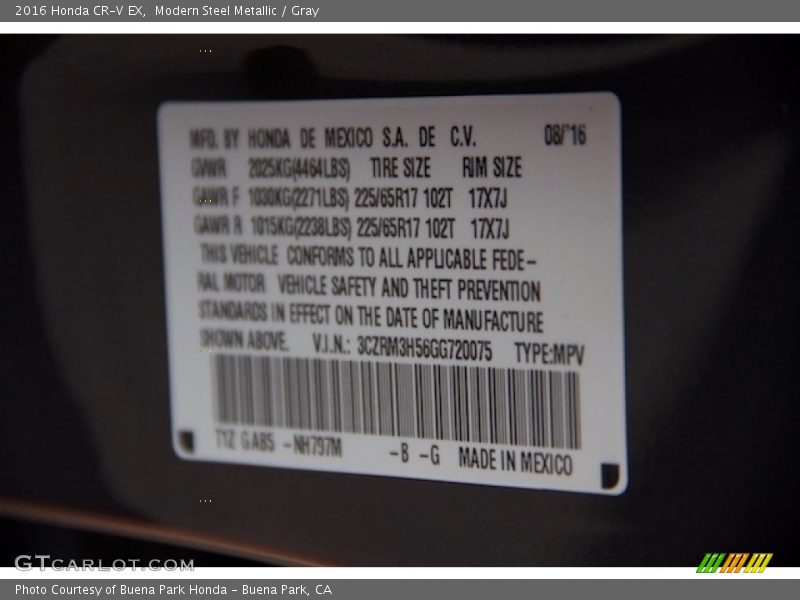 2016 Honda CR-V EX, Modern Steel Metallic / Gray
MFD. BY HONDA DE MEXICO S.A. DE C.V. 08/'16
GVWR 2025KG(4464LBS) TIRE SIZE RIM SIZE
GAWR F 1030KG(2271LBS) 225/65R17 102T 17X7J
GAWR R 1015KG(2238LBS) 225/65R17 102T 17X7J
THIS VEHICLE CONFORMS TO ALL APPLICABLE FEDE-
RAL MOTOR VEHICLE SAFETY AND THEFT PREVENTION
STANDARDS IN EFFECT ON THE DATE OF MANUFACTURE
SHOWN ABOVE. V.I.N.: 3CZRM3H56GG720075 TYPE:MPV
T1Z GAB5 -NH797M -B -G MADE IN MEXICO
GTCARLOT.COM
Photo Courtesy of Buena Park Honda - Buena Park, CA